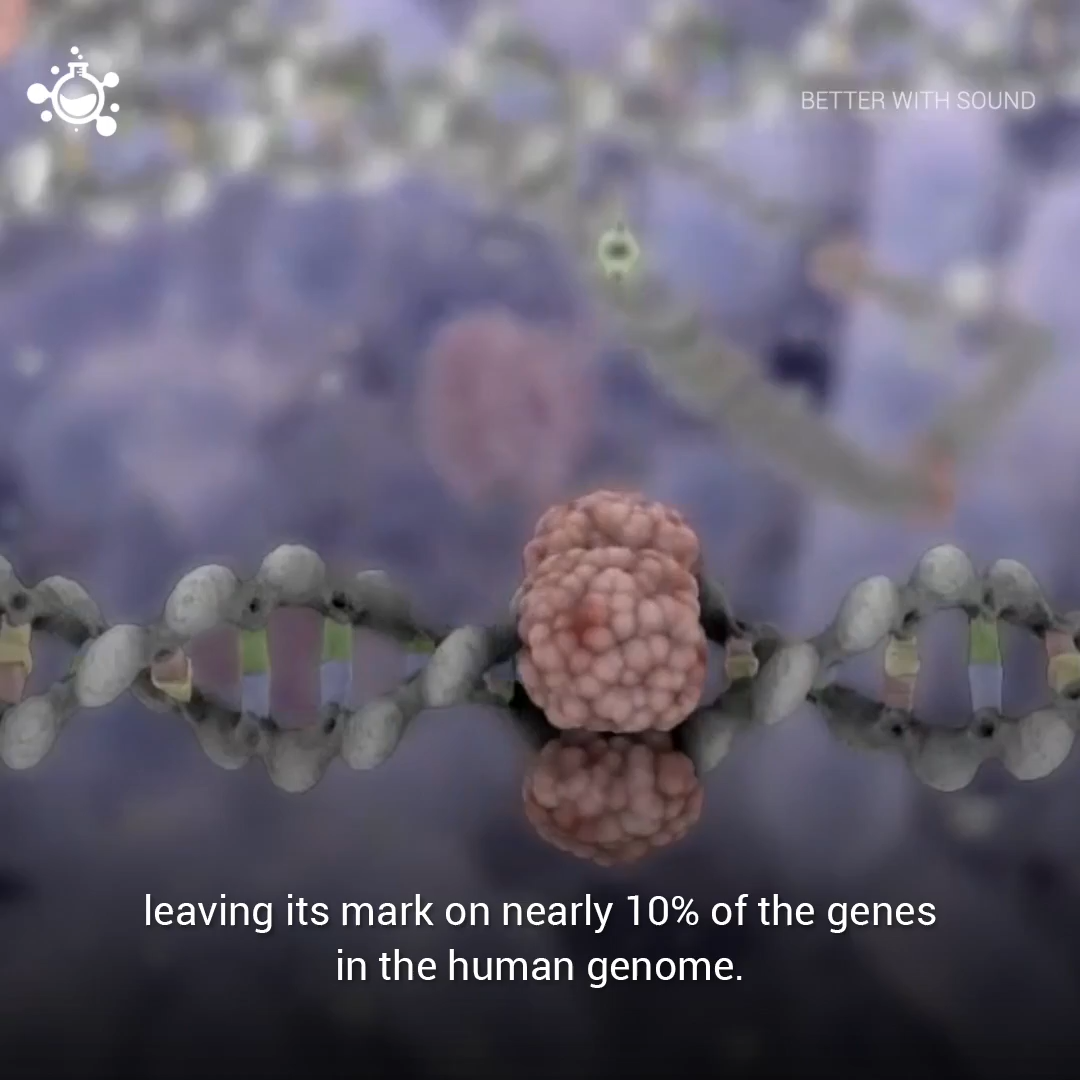 BETTER WITH SOUND
leaving its mark on nearly 10% of the genes
in the human genome.